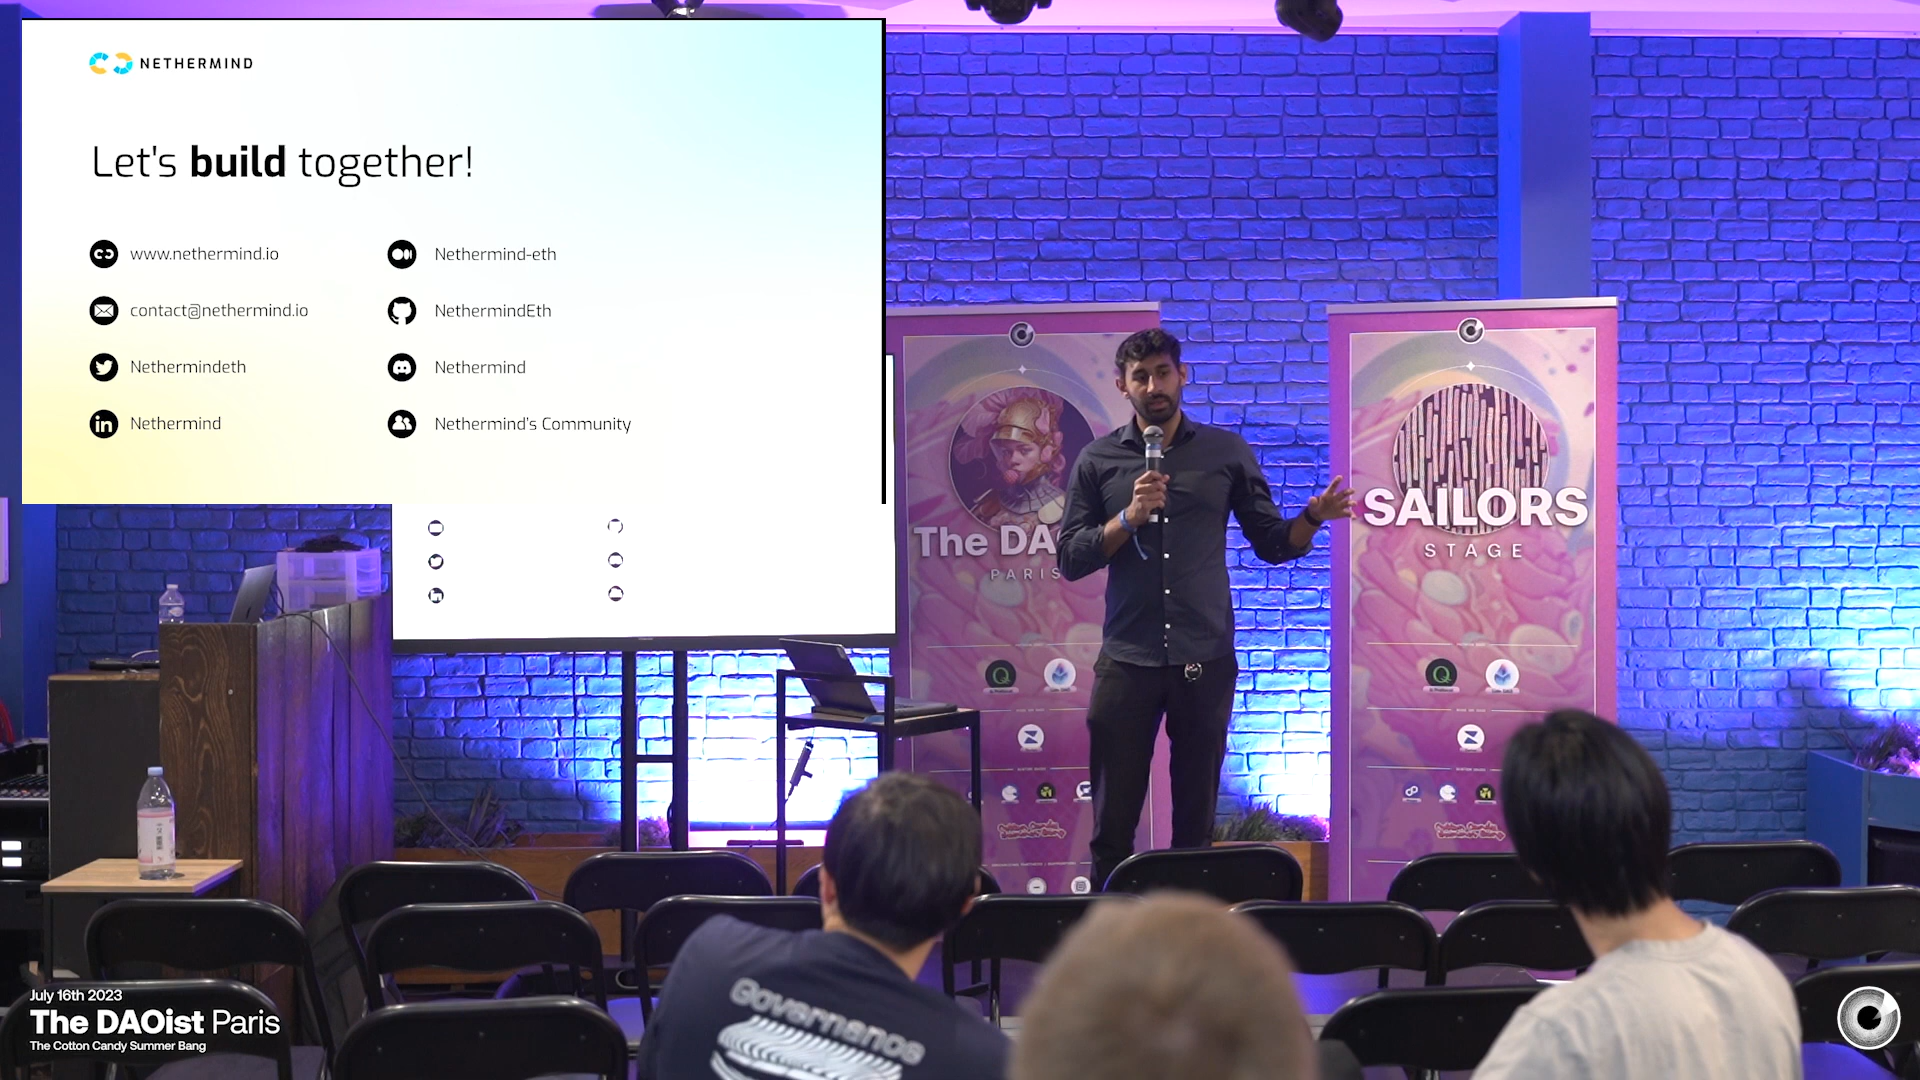 NETHERMIND
Let's build together!
www.nethermind.io
Nethermind-eth
contact@nethermind.io
NethermindEth
Nethermindeth
Nethermind
Nethermind
Nethermind's Community
The DA
PARIS
SAILORS
STAGE
Governance
July 16th 2023
The DAOist Paris
The Cotton Candy Summer Bang